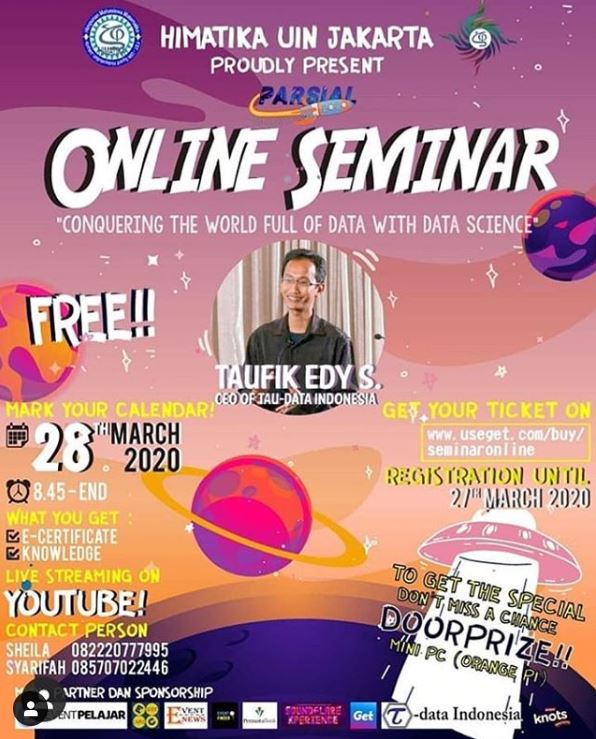 HIMATIKA UIN JAKARTA
PROUDLY PRESENT
PARSIAL
ONLINE SEMINAR
"CONQUERING THE WORLD FULL OF DATA WITH DATA SCIENCE"
FREE!!
TAUFIK EDY S.
CEO OF TAU-DATA INDONESIA
MARK YOUR CALENDAR!
28TH MARCH
2020
8.45 - END
WHAT YOU GET :
E-CERTIFICATE
KNOWLEDGE
LIVE STREAMING ON
YOUTUBE!
CONTACT PERSON
SHEILA 082220777995
SYARIFAH 085707022446
GET YOUR TICKET ON
www.useget.com/buy/
seminaronline
REGISTRATION UNTIL
27TH MARCH 2020
TO GET THE SPECIAL
DON'T MISS A CHANCE
DOORPRIZE!!
MINI PC (ORANGE PI)
PARTNER DAN SPONSORSHIP
EVENTPELAJAR
EVENT
NEWS
PermataBank
SOUNDFLARE
XPERIENCE
Get
-data Indonesia
knots